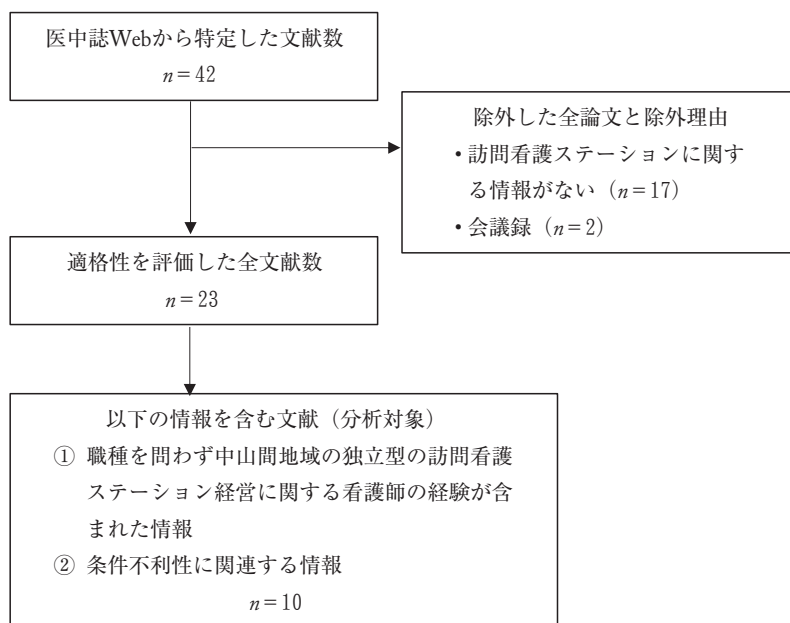 医中誌Webから特定した文献数
n=42
除外した全論文と除外理由
・訪問看護ステーションに関す
る情報がない（n=17）
・会議録（n=2）
適格性を評価した全文献数
n=23
以下の情報を含む文献（分析対象）
① 職種を問わず中山間地域の独立型の訪問看護
ステーション経営に関する看護師の経験が含
まれた情報
② 条件不利性に関連する情報
n=10